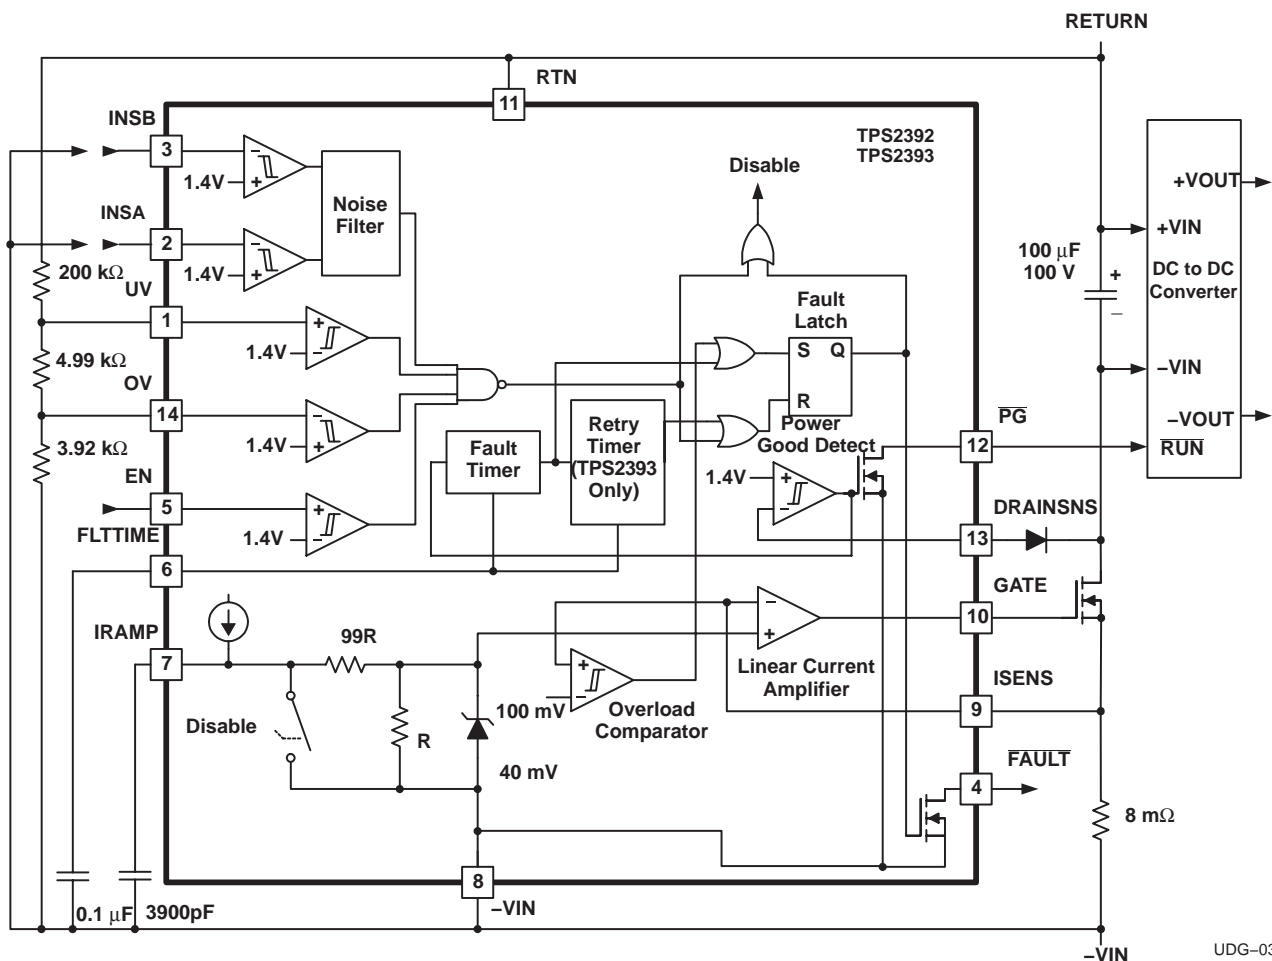 RETURN
RTN
11
INSB
3
1.4V
TPS2392
TPS2393
Disable
Noise
Filter
+VOUT
INSA
2
1.4V
+VIN
100 μF
100 V
+
–
DC to DC
Converter
200 kΩ
UV
1
1.4V
Fault
Latch
S Q
R
4.99 kΩ
OV
14
1.4V
–VIN
–VOUT
RUN
PG
12
3.92 kΩ
Fault
Timer
Retry
Timer
(TPS2393
Only)
Power
Good Detect
1.4V
EN
5
1.4V
DRAINSNS
13
FLTTIME
6
GATE
10
IRAMP
7
99R
Linear Current
Amplifier
ISENS
9
Disable
R
100 mV
Overload
Comparator
40 mV
FAULT
4
8 mΩ
8
–VIN
0.1 μF
3900pF
–VIN
UDG–03